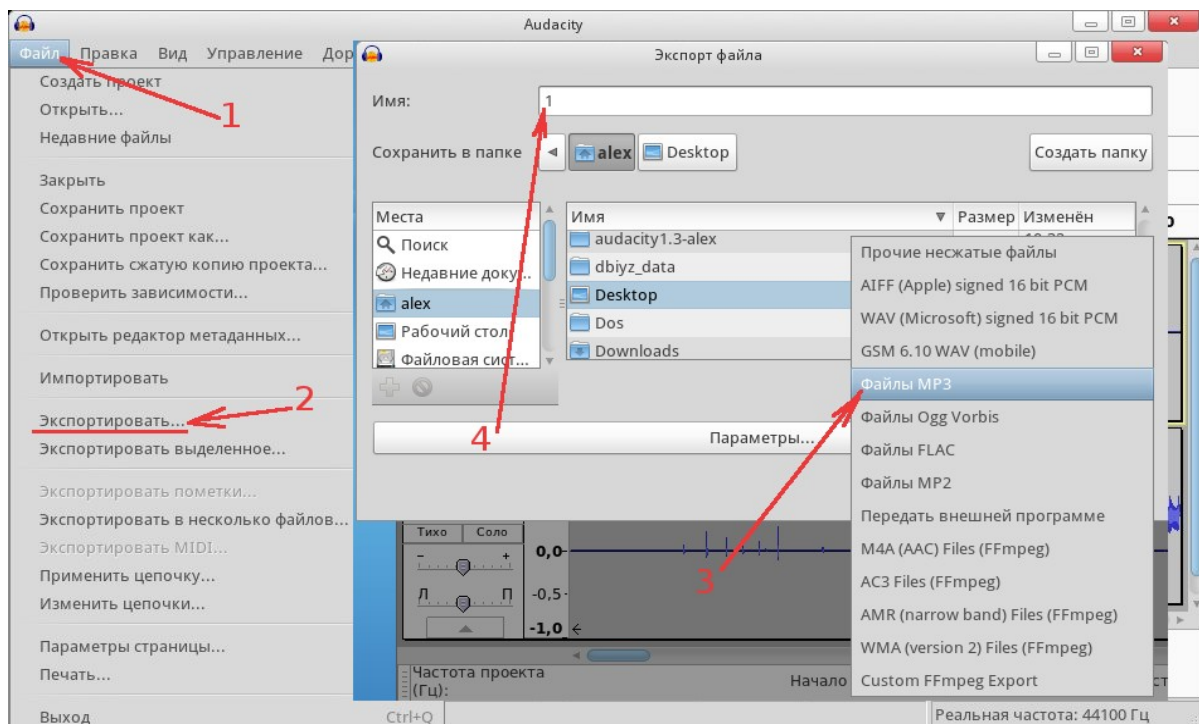 Audacity
Файл Правка Вид Управление Дор
Создать проект
1
Открыть...
Недавние файлы
Закрыть
Сохранить проект
Сохранить проект как...
Сохранить сжатую копию проекта...
Проверить зависимости...
Открыть редактор метаданных...
Импортировать
2
Экспортировать...
Экспортировать выделенное...
Экспортировать пометки...
Экспортировать в несколько файлов...
Экспортировать MIDI...
Применить цепочку...
Изменить цепочки...
Параметры страницы...
Печать...
Выход Ctrl+Q
Экспорт файла
Имя: 1
Сохранить в папке alex Desktop Создать папку
Места
Поиск
Недавние доку...
alex
Рабочий стол
Файловая сист...
Имя Размер Изменён
audacity1.3-alex
dbiyz_data
Desktop
Dos
Downloads
4
Параметры...
Прочие несжатые файлы
AIFF (Apple) signed 16 bit PCM
WAV (Microsoft) signed 16 bit PCM
GSM 6.10 WAV (mobile)
Файлы MP3
Файлы Ogg Vorbis
Файлы FLAC
Файлы MP2
Передать внешней программе
M4A (AAC) Files (FFmpeg)
AC3 Files (FFmpeg)
AMR (narrow band) Files (FFmpeg)
WMA (version 2) Files (FFmpeg)
Custom FFmpeg Export
3
Тихо Соло
- +
Л П
0,0
-0,5
-1,0
Частота проекта
(Гц):
Начало
Реальная частота: 44100 Гц